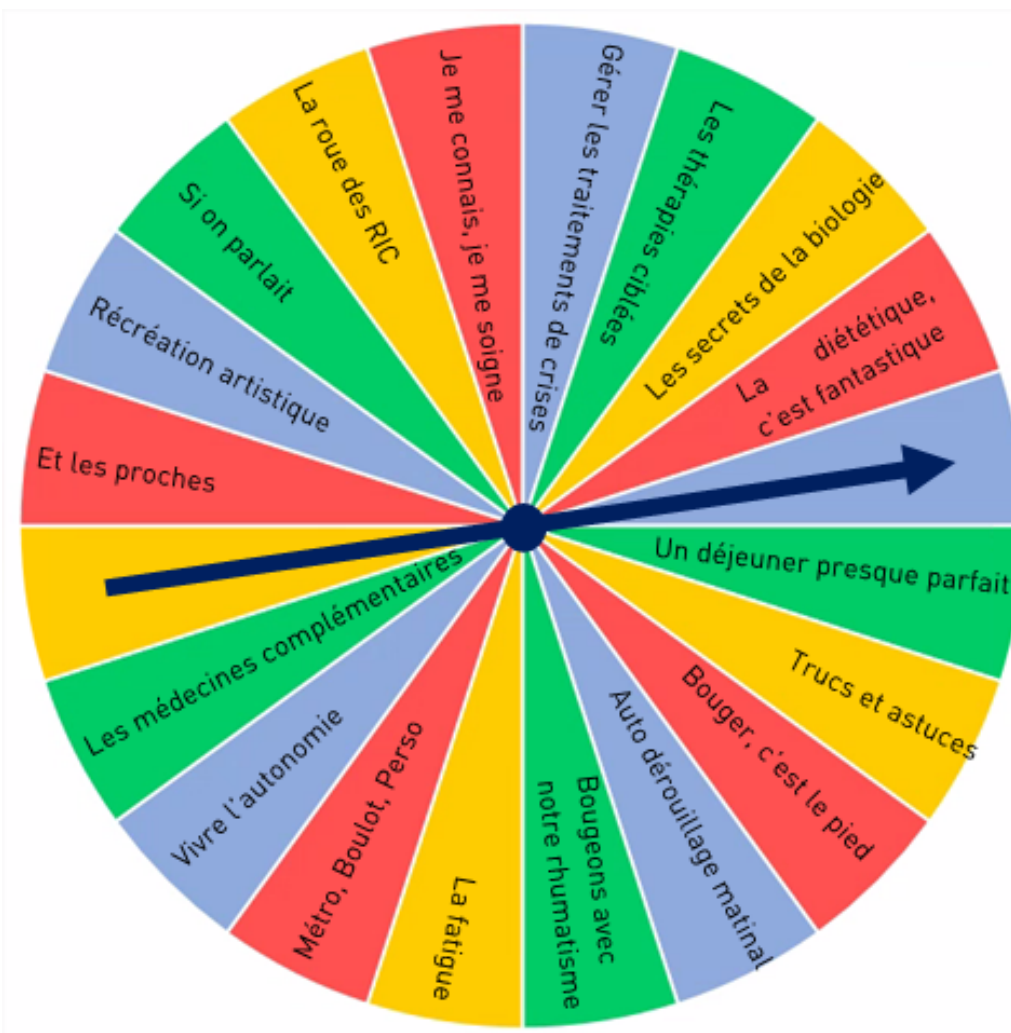 Gérer les traitements de crises
Les thérapies ciblées
Les secrets de la biologie
La diététique,
c'est fantastique
Un déjeuner presque parfait
Trucs et astuces
Bouger, c'est le pied
Auto dérouillage matinal
Bougeons avec
notre rhumatisme
La fatigue
Métro, Boulot, Perso
Vivre l'autonomie
Les médecines complémentaires
Et les proches
Récréation artistique
Si on parlait
La roue des RIC
Je me connais, je me soigne